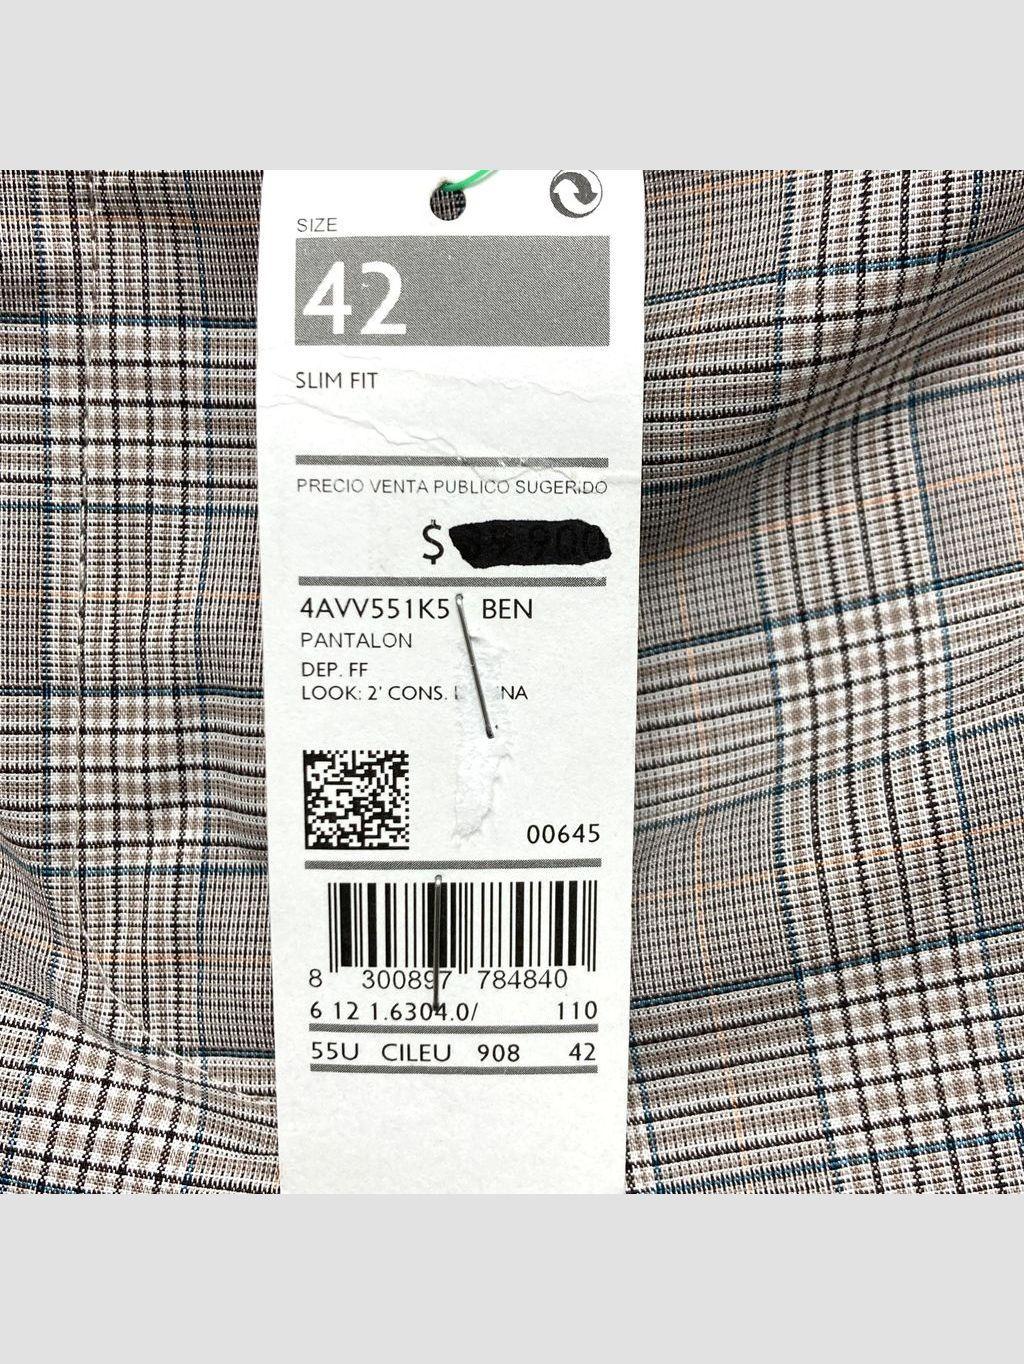 SIZE
42
SLIM FIT
PRECIO VENTA PUBLICO SUGERIDO
$
4AVV551K5 BEN
PANTALON
DEP. FF
LOOK: 2' CONS. NA
00645
8 300897 784840
6 12 1.6304.0/ 110
55U CILEU 908 42